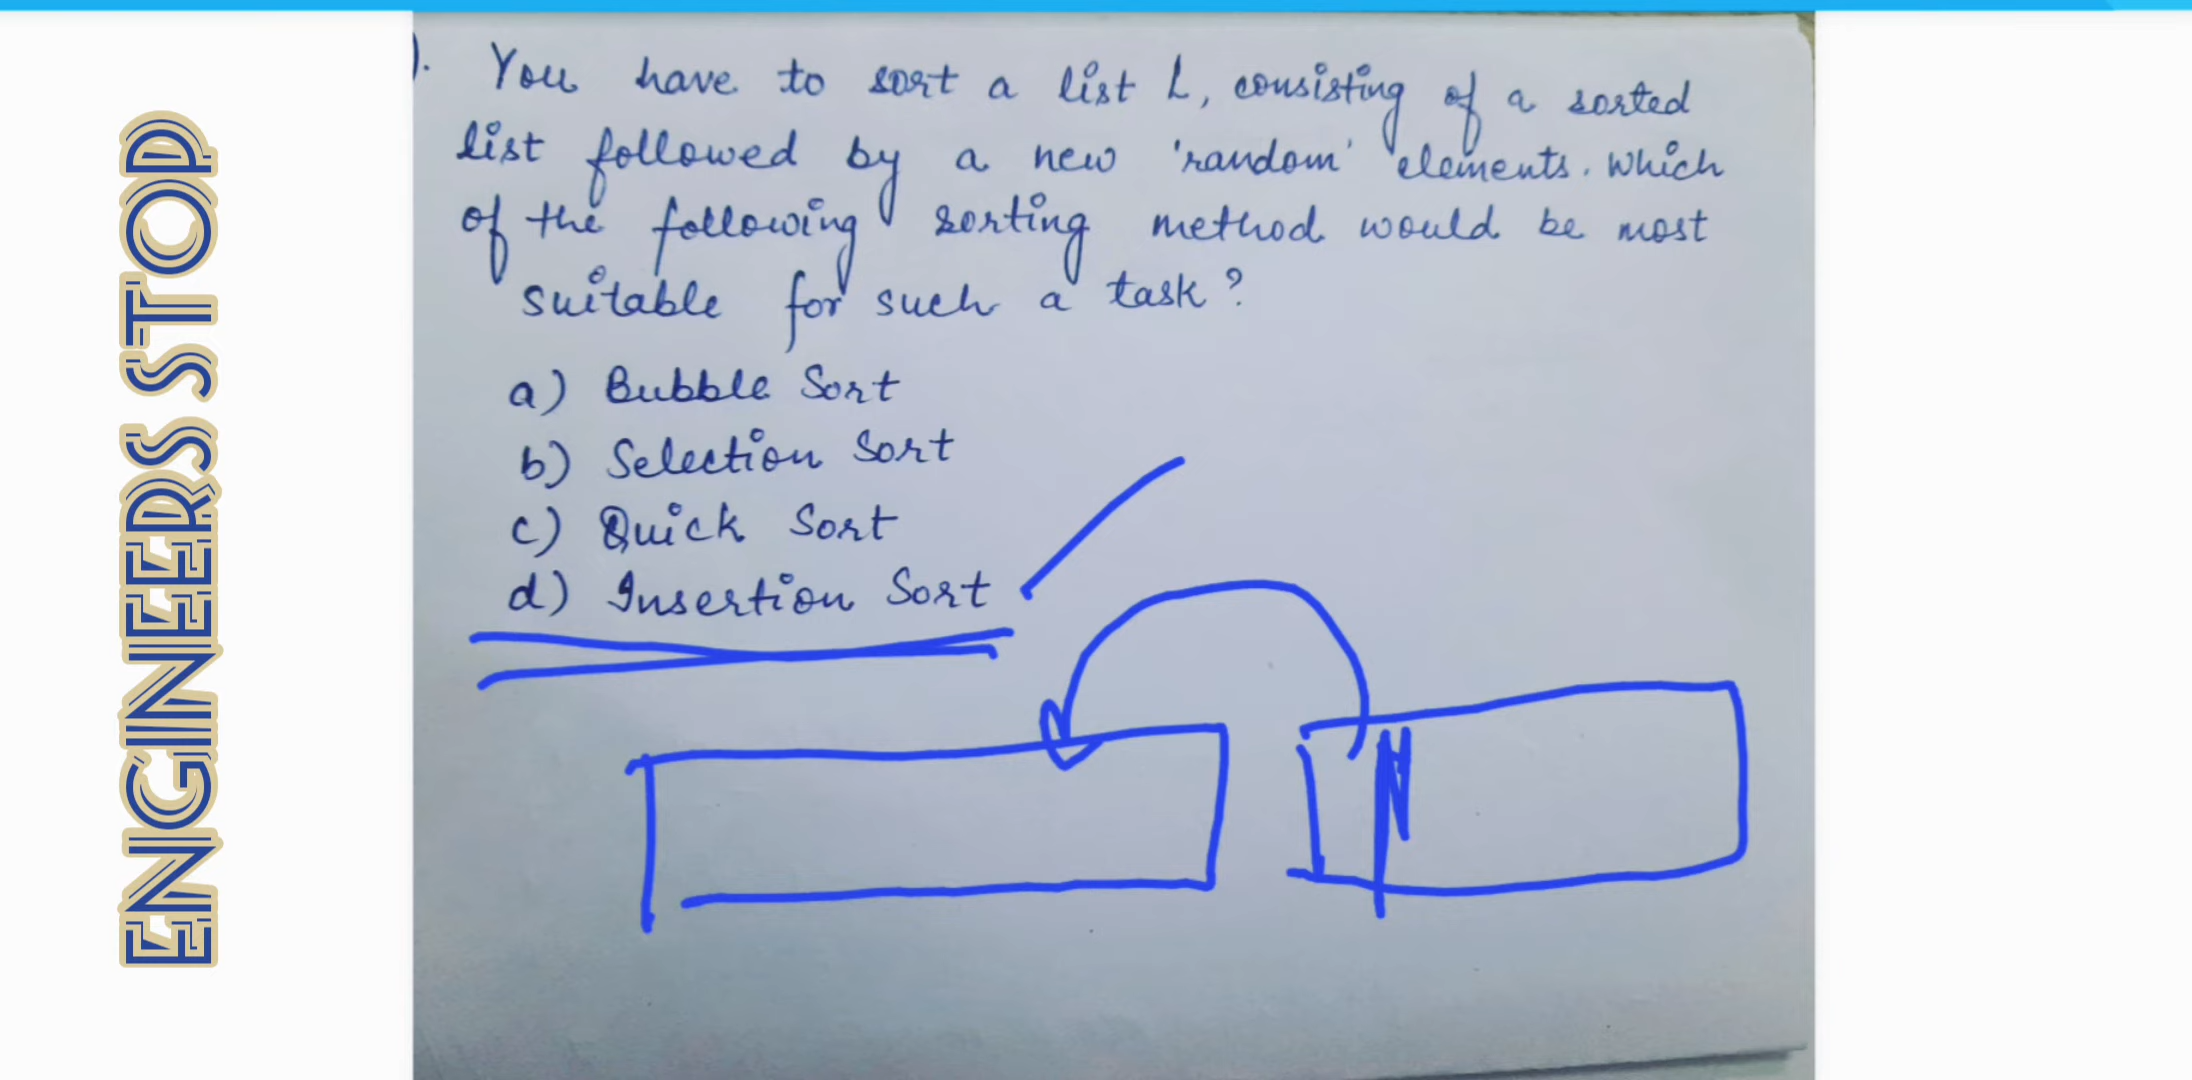 ENGINEERS STOD
). You have to sort a list L, consisting of a sorted
list followed by a new 'random' elements. Which
of the following sorting method would be most
suitable for such a task?
a) Bubble Sort
b) Selection Sort
c) Quick Sort
d) Insertion Sort